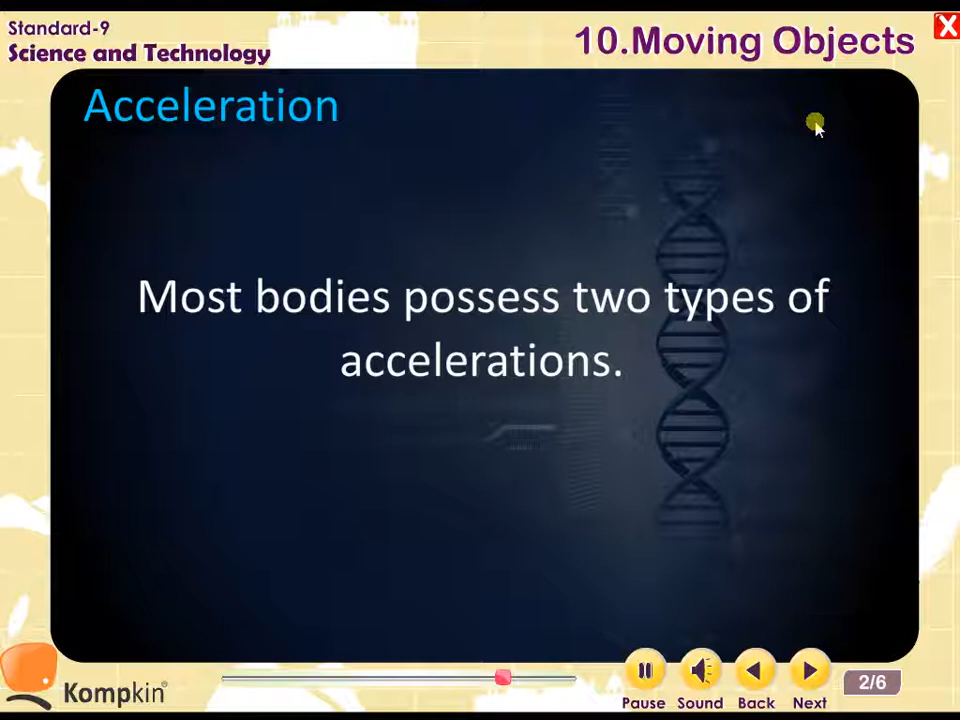 Standard-9
Science and Technology
10.Moving Objects
X
Acceleration
Most bodies possess two types of
accelerations.
Kompkin®
Pause Sound Back Next
2/6